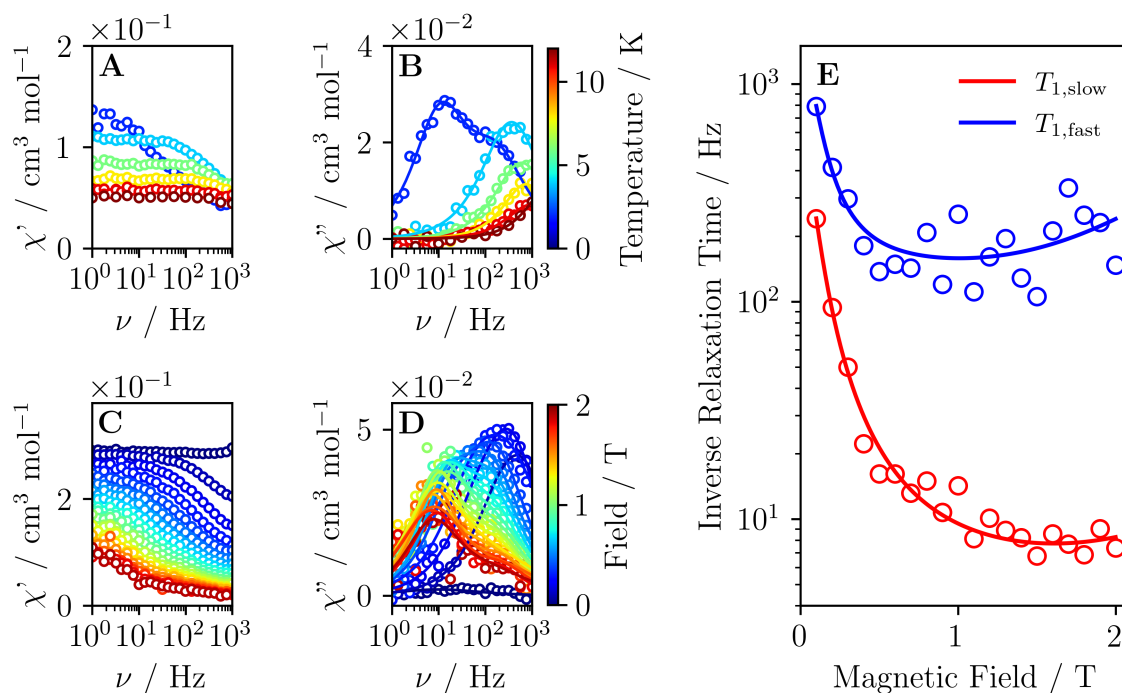 ×10⁻¹
A
2
1
0
χ' / cm³ mol⁻¹
10⁰ 10¹ 10² 10³
ν / Hz
×10⁻²
B
4
2
0
χ'' / cm³ mol⁻¹
10⁰ 10¹ 10² 10³
ν / Hz
10
5
0
Temperature / K
×10⁻¹
C
2
0
χ' / cm³ mol⁻¹
10⁰ 10¹ 10² 10³
ν / Hz
×10⁻²
D
5
0
χ'' / cm³ mol⁻¹
10⁰ 10¹ 10² 10³
ν / Hz
2
1
0
Field / T
E
T₁,slow
T₁,fast
10³
10²
10¹
Inverse Relaxation Time / Hz
0 1 2
Magnetic Field / T